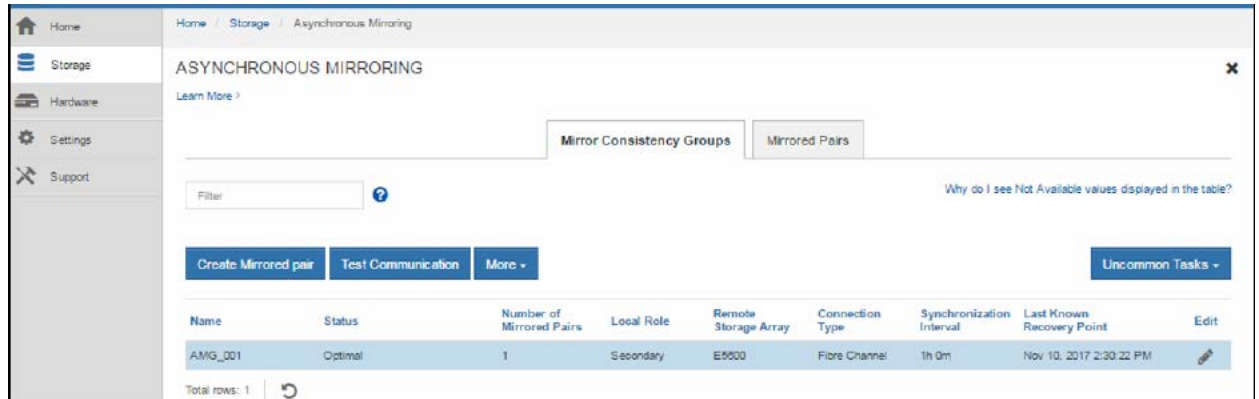 Home
Storage
Hardware
Settings
Support
Home / Storage / Asynchronous Mirroring
ASYNCHRONOUS MIRRORING
Learn More >
Mirror Consistency Groups Mirrored Pairs
Filter
Why do I see Not Available values displayed in the table?
Create Mirrored pair Test Communication More Uncommon Tasks
Name Status Number of Mirrored Pairs Local Role Remote Storage Array Connection Type Synchronization Interval Last Known Recovery Point Edit
AMG_001 Optimal 1 Secondary E5600 Fibre Channel 1h 0m Nov 10, 2017 2:30:22 PM
Total rows: 1